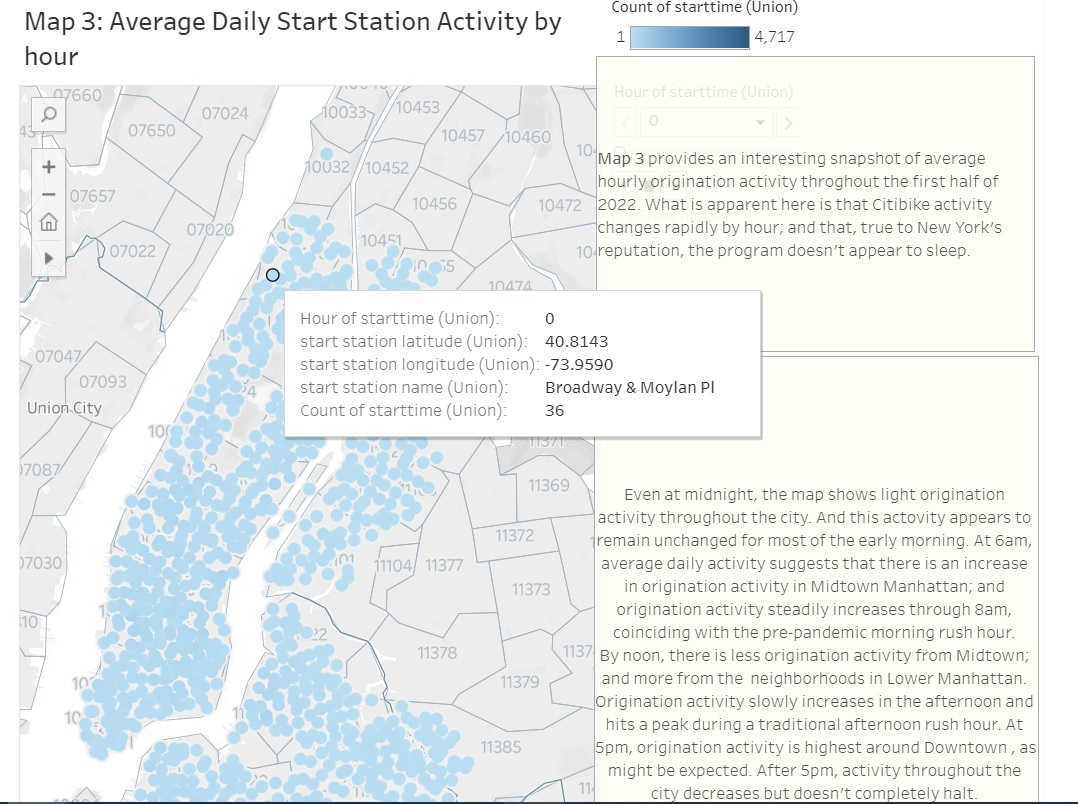 Map 3: Average Daily Start Station Activity by
hour
Count of starttime (Union)
1
4,717
Hour of starttime (Union)
0
Map 3 provides an interesting snapshot of average
hourly origination activity throghout the first half of
2022. What is apparent here is that Citibike activity
changes rapidly by hour; and that, true to New York's
reputation, the program doesn't appear to sleep.
07660
07024
07650
10033
10453
10457
10460
10032
10452
07657
10456
10472
07020
10451
07022
10474
Hour of starttime (Union): 0
start station latitude (Union): 40.8143
start station longitude (Union): -73.9590
start station name (Union): Broadway & Moylan Pl
Count of starttime (Union): 36
07047
07093
Union City
11371
07087
11369
11372
07030
11104
11377
11373
11378
11379
11385
Even at midnight, the map shows light origination
activity throughout the city. And this actovity appears to
remain unchanged for most of the early morning. At 6am,
average daily activity suggests that there is an increase
in origination activity in Midtown Manhattan; and
origination activity steadily increases through 8am,
coinciding with the pre-pandemic morning rush hour.
By noon, there is less origination activity from Midtown;
and more from the neighborhoods in Lower Manhattan.
Origination activity slowly increases in the afternoon and
hits a peak during a traditional afternoon rush hour. At
5pm, origination activity is highest around Downtown , as
might be expected. After 5pm, activity throughout the
city decreases but doesn't completely halt.